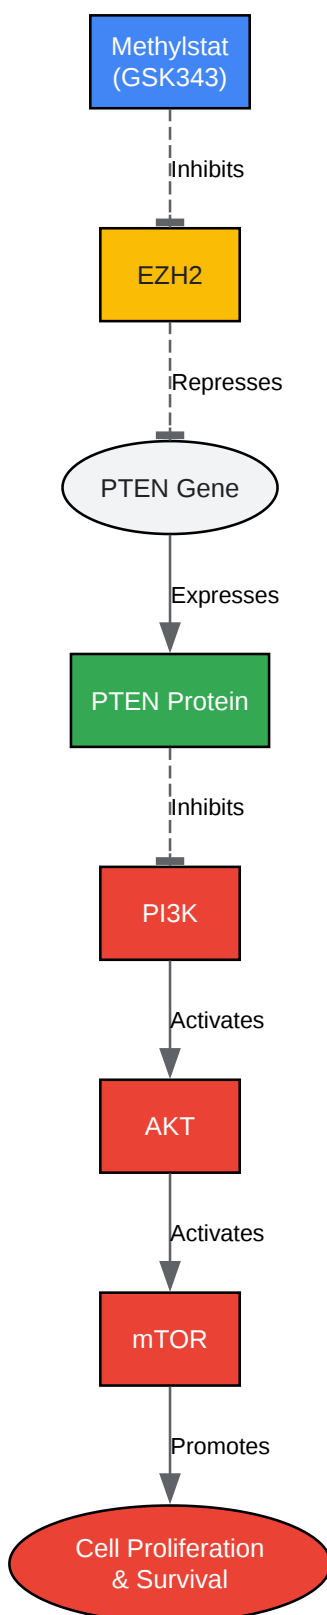 Methylstat
(GSK343)
Inhibits
EZH2
Represses
PTEN Gene
Expresses
PTEN Protein
Inhibits
PI3K
Activates
AKT
Activates
mTOR
Promotes
Cell Proliferation
& Survival